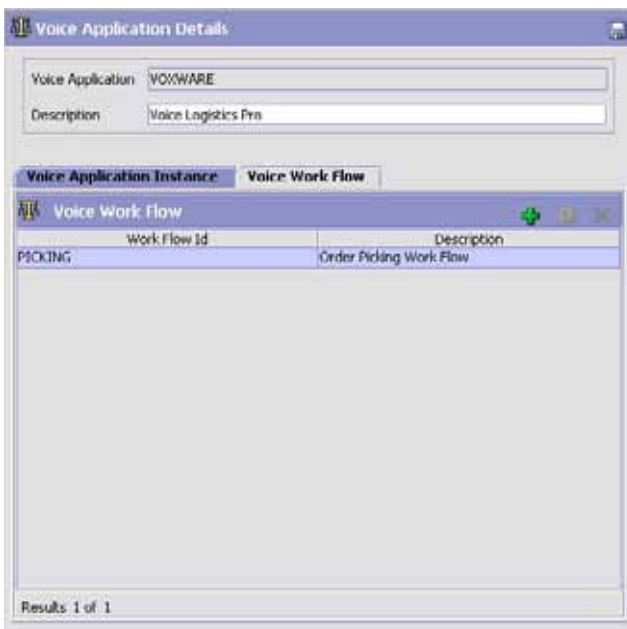 Voice Application Details
Voice Application VOXWARE
Description Voice Logistics Pro
Voice Application Instance Voice Work Flow
Voice Work Flow
Work Flow Id Description
PICKING Order Picking Work Flow
Results 1 of 1